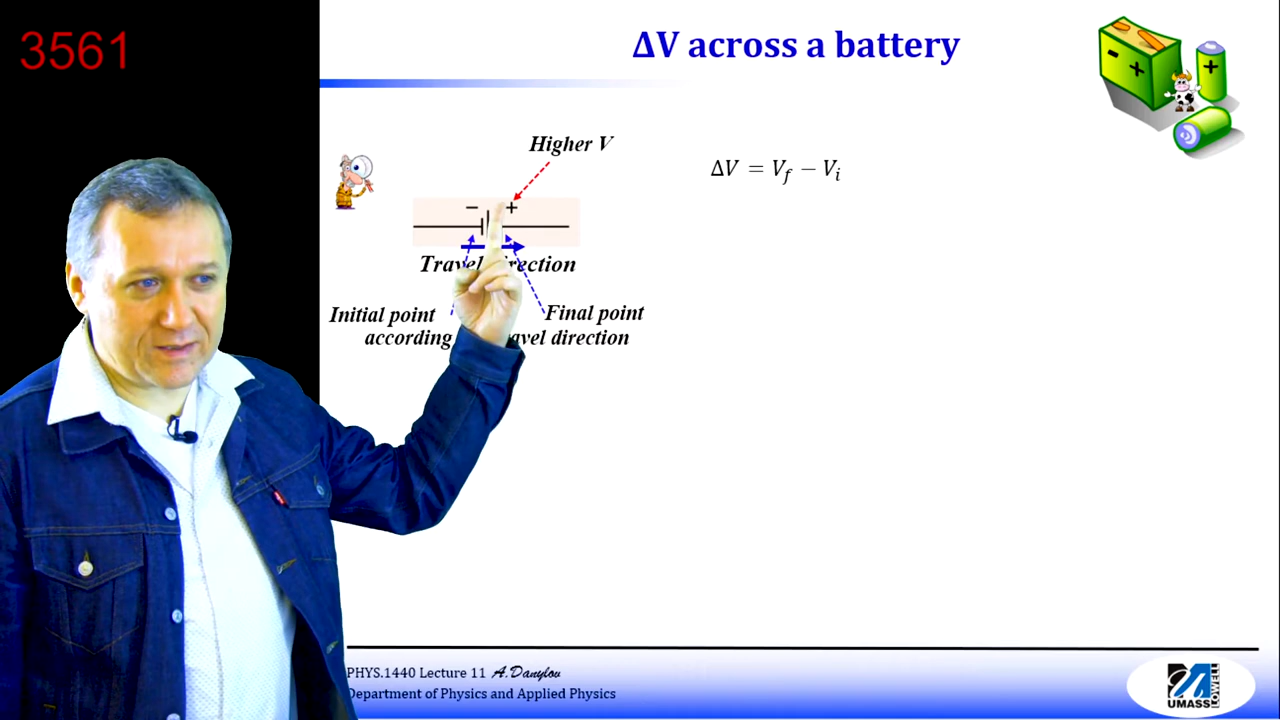 3561
ΔV across a battery
Higher V
ΔV = V_f − V_i
− +
Travel direction
Initial point
Final point
according travel direction
PHYS.1440 Lecture 11 A.Danylov
Department of Physics and Applied Physics
UMASS
LOWELL
- +
+